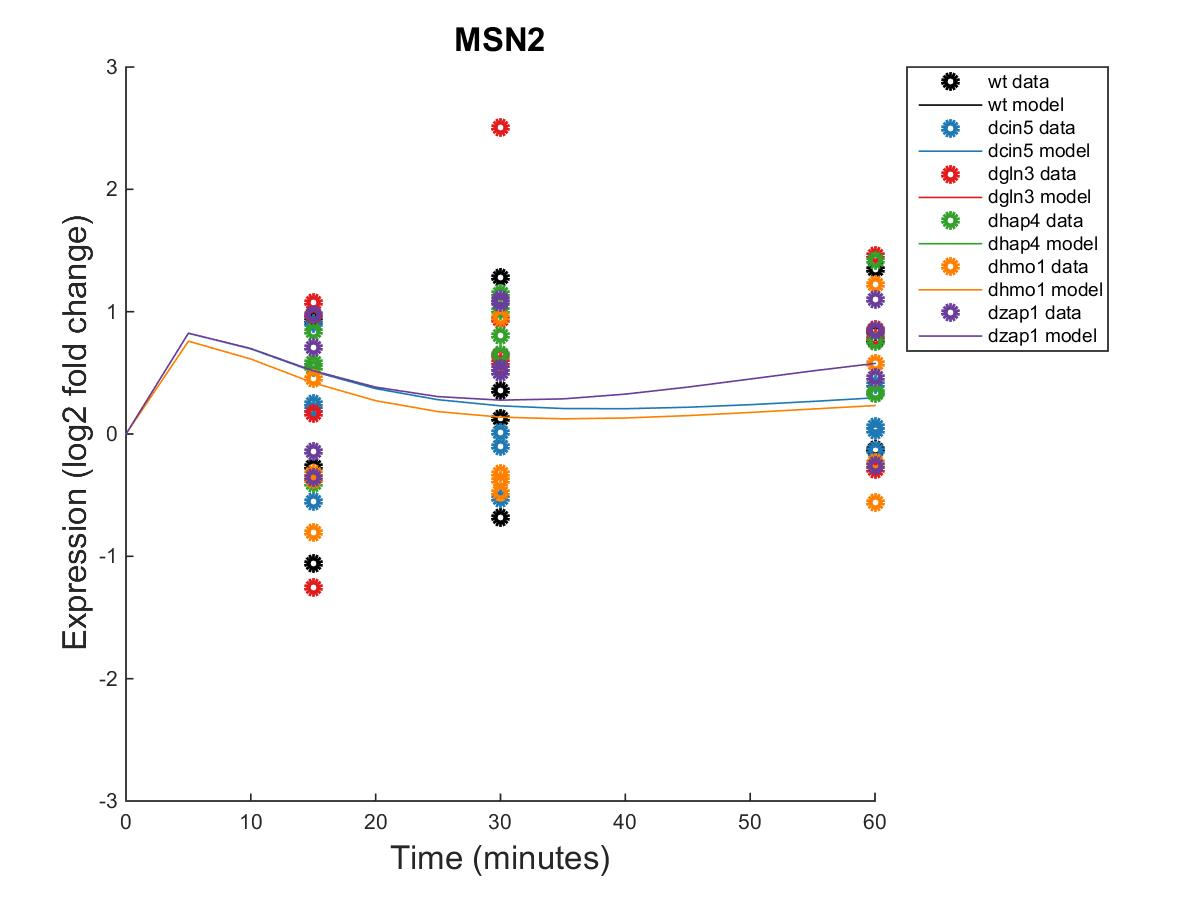 MSN2
Expression (log2 fold change)
3
2
1
0
-1
-2
-3
0 10 20 30 40 50 60
Time (minutes)
wt data
wt model
dcin5 data
dcin5 model
dgln3 data
dgln3 model
dhap4 data
dhap4 model
dhmo1 data
dhmo1 model
dzap1 data
dzap1 model